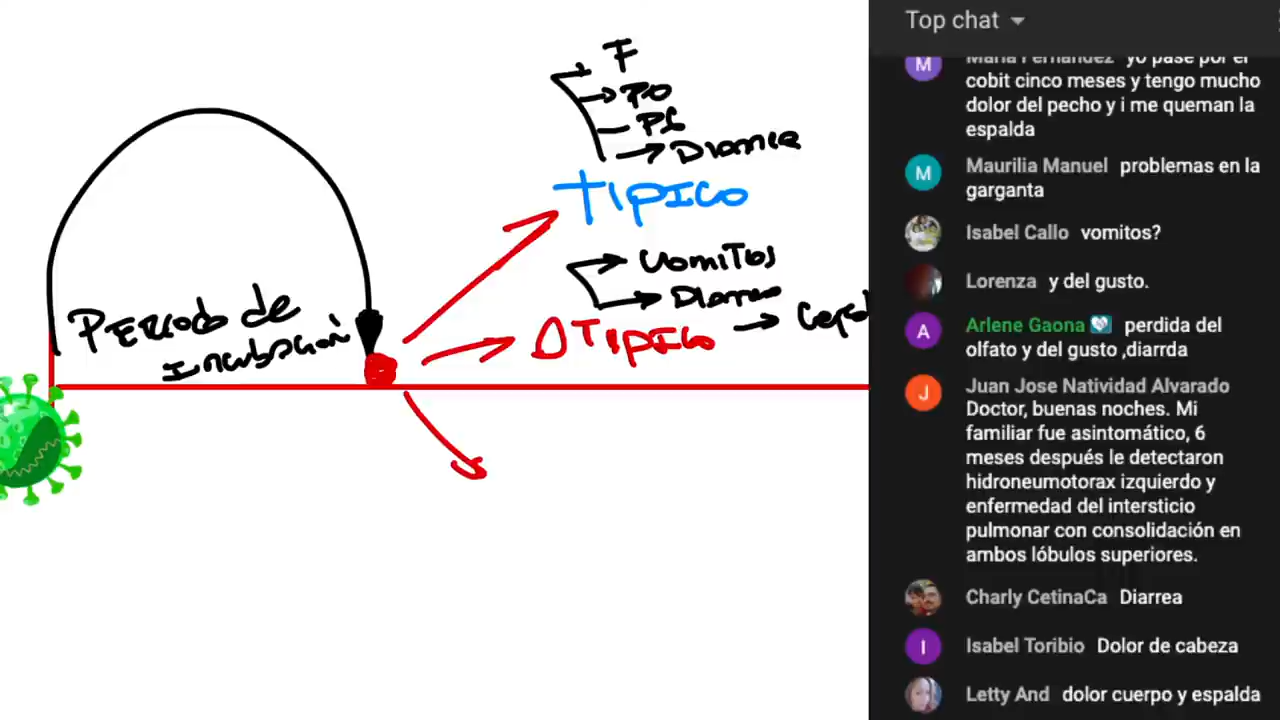 F
PO
PG
Diarrea
TIPICO
VOMITOS
Diarrea
ATIPICO
PERIODO de
Incubacion
Top chat
Maria Fernandez yo pase por el
cobit cinco meses y tengo mucho
dolor del pecho y i me queman la
espalda
Maurilia Manuel problemas en la
garganta
Isabel Callo vomitos?
Lorenza y del gusto.
Arlene Gaona perdida del
olfato y del gusto ,diarrda
Juan Jose Natividad Alvarado
Doctor, buenas noches. Mi
familiar fue asintomático, 6
meses después le detectaron
hidroneumotorax izquierdo y
enfermedad del intersticio
pulmonar con consolidación en
ambos lóbulos superiores.
Charly CetinaCa Diarrea
Isabel Toribio Dolor de cabeza
Letty And dolor cuerpo y espalda